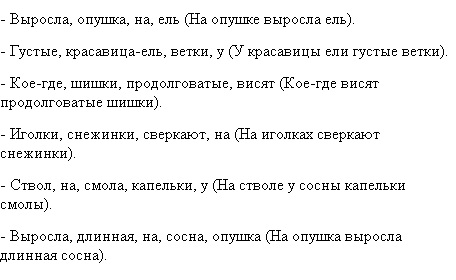 - Выросла, опушка, на, ель (На опушке выросла ель).
- Густые, красавица-ель, ветки, у (У красавицы ели густые ветки).
- Кое-где, шишки, продолговатые, висят (Кое-где висят
продолговатые шишки).
- Иголки, снежинки, сверкают, на (На иголках сверкают
снежинки).
- Ствол, на, смола, капельки, у (На стволе у сосны капельки
смолы).
- Выросла, длинная, на, сосна, опушка (На опушка выросла
длинная сосна).